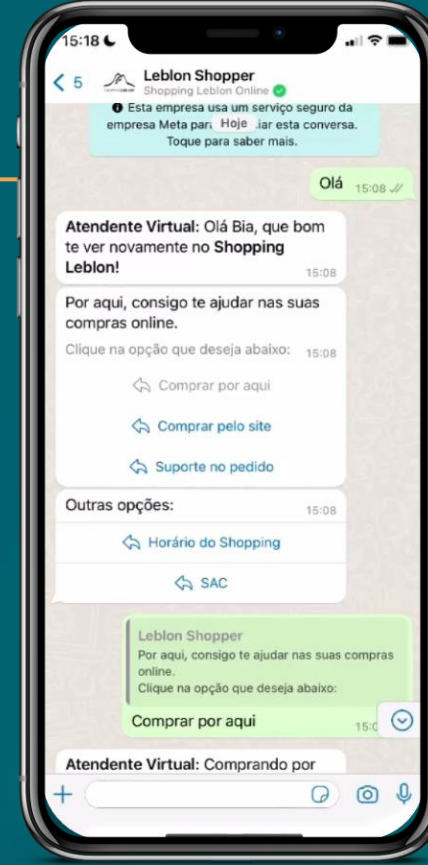 15:18
5
Leblon Shopper
Shopping Leblon Online
Esta empresa usa um serviço seguro da
empresa Meta iar esta conversa.
Hoje
Toque para saber mais.
Olá 15:08
Atendente Virtual: Olá Bia, que bom
te ver novamente no Shopping
Leblon!
15:08
Por aqui, consigo te ajudar nas suas
compras online.
Clique na opção que deseja abaixo: 15:08
Comprar por aqui
Comprar pelo site
Suporte no pedido
Outras opções:
15:08
Horário do Shopping
SAC
Leblon Shopper
Por aqui, consigo te ajudar nas suas compras
online.
Clique na opção que deseja abaixo:
Comprar por aqui
Atendente Virtual: Comprando por